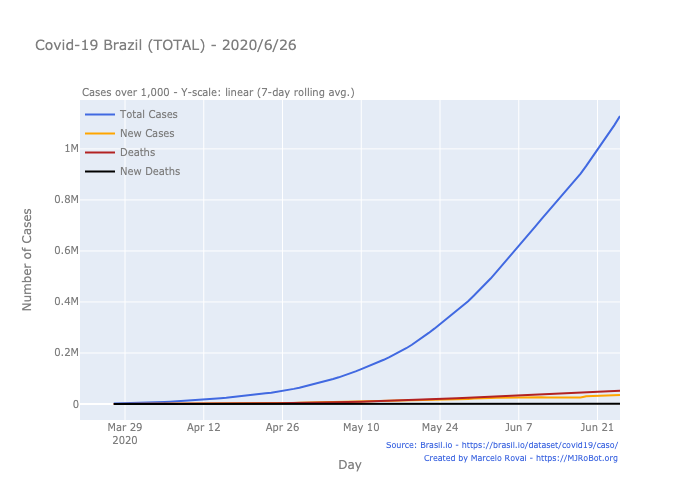 Covid-19 Brazil (TOTAL) - 2020/6/26
Cases over 1,000 - Y-scale: linear (7-day rolling avg.)
Total Cases
New Cases
Deaths
New Deaths
1M
0.8M
0.6M
0.4M
0.2M
0
Number of Cases
Mar 29 Apr 12 Apr 26 May 10 May 24 Jun 7 Jun 21
2020
Source: Brasil.io - https://brasil.io/dataset/covid19/caso/
Created by Marcelo Rovai - https://MJRoBot.org
Day